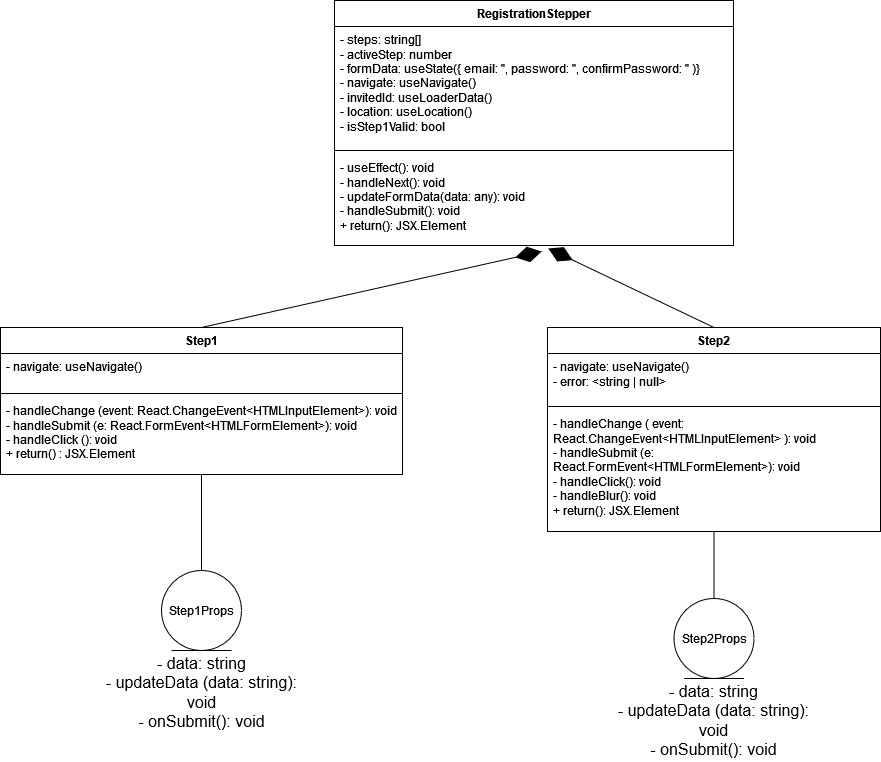 RegistrationStepper
- steps: string[]
- activeStep: number
- formData: useState({ email: '', password: '', confirmPassword: '' )}
- navigate: useNavigate()
- invitedId: useLoaderData()
- location: useLocation()
- isStep1Valid: bool
- useEffect(): void
- handleNext(): void
- updateFormData(data: any): void
- handleSubmit(): void
+ return(): JSX.Element
Step1
- navigate: useNavigate()
- handleChange (event: React.ChangeEvent<HTMLInputElement>): void
- handleSubmit (e: React.FormEvent<HTMLFormElement>): void
- handleClick (): void
+ return() : JSX.Element
Step2
- navigate: useNavigate()
- error: <string | null>
- handleChange ( event:
React.ChangeEvent<HTMLInputElement> ): void
- handleSubmit (e:
React.FormEvent<HTMLFormElement>): void
- handleClick(): void
- handleBlur(): void
+ return(): JSX.Element
Step1Props
- data: string
- updateData (data: string):
void
- onSubmit(): void
Step2Props
- data: string
- updateData (data: string):
void
- onSubmit(): void